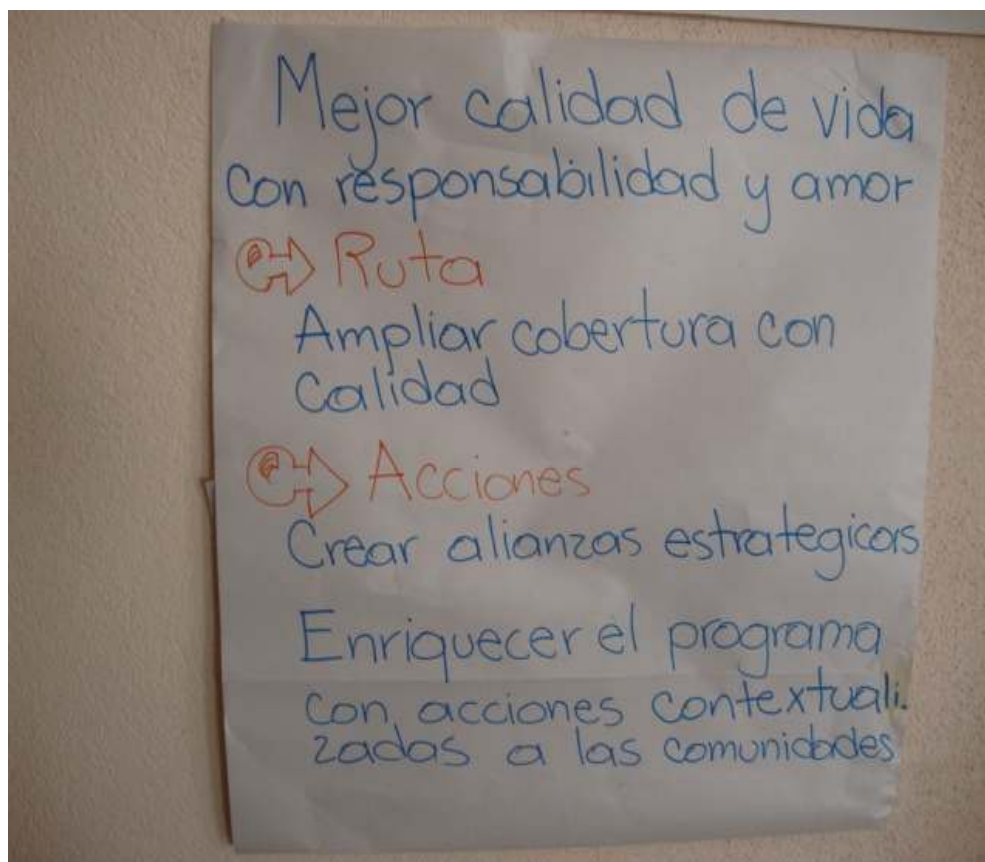 Mejor calidad de vida
con responsabilidad y amor
Ruta
Ampliar cobertura con
Calidad
Acciones
Crear alianzas estrategicas
Enriquecer el programa
con acciones contextuali.
zadas a las comunidades